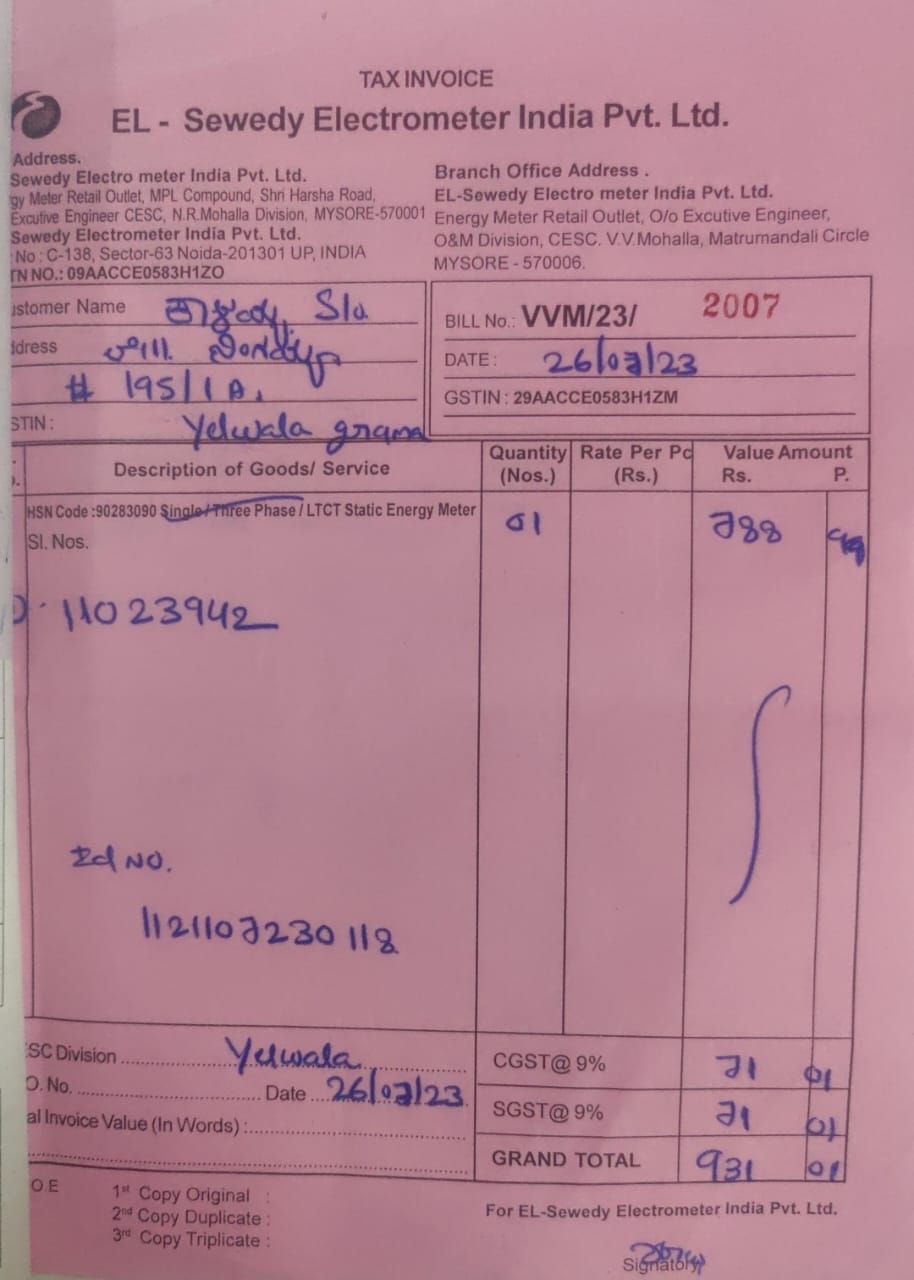 TAX INVOICE
EL - Sewedy Electrometer India Pvt. Ltd.
Address.
Sewedy Electro meter India Pvt. Ltd.
gy Meter Retail Outlet, MPL Compound, Shri Harsha Road,
Excutive Engineer CESC, N.R.Mohalla Division, MYSORE-570001
Sewedy Electrometer India Pvt. Ltd.
No : C-138, Sector-63 Noida-201301 UP, INDIA
TN NO.: 09AACCE0583H1ZO
Branch Office Address .
EL-Sewedy Electro meter India Pvt. Ltd.
Energy Meter Retail Outlet, O/o Excutive Engineer,
O&M Division, CESC. V.V.Mohalla, Matrumandali Circle
MYSORE - 570006.
ustomer Name S/o
ddress
# 195/1A,
STIN : Yelwala grama
BILL No.: VVM/23/ 2007
DATE : 26/07/23
GSTIN : 29AACCE0583H1ZM
Description of Goods/ Service Quantity (Nos.) Rate Per Pc (Rs.) Value Amount Rs. P.
HSN Code :90283090 Single / Three Phase / LTCT Static Energy Meter 01 788 99
Sl. Nos.
11023942
Rd NO.
1121107230118
SC Division Yelwala
O. No. Date 26/07/23
al Invoice Value (In Words) :
CGST@ 9% 71 01
SGST@ 9% 71 01
GRAND TOTAL 931 01
O E
1st Copy Original :
2nd Copy Duplicate :
3rd Copy Triplicate :
For EL-Sewedy Electrometer India Pvt. Ltd.
Signatory